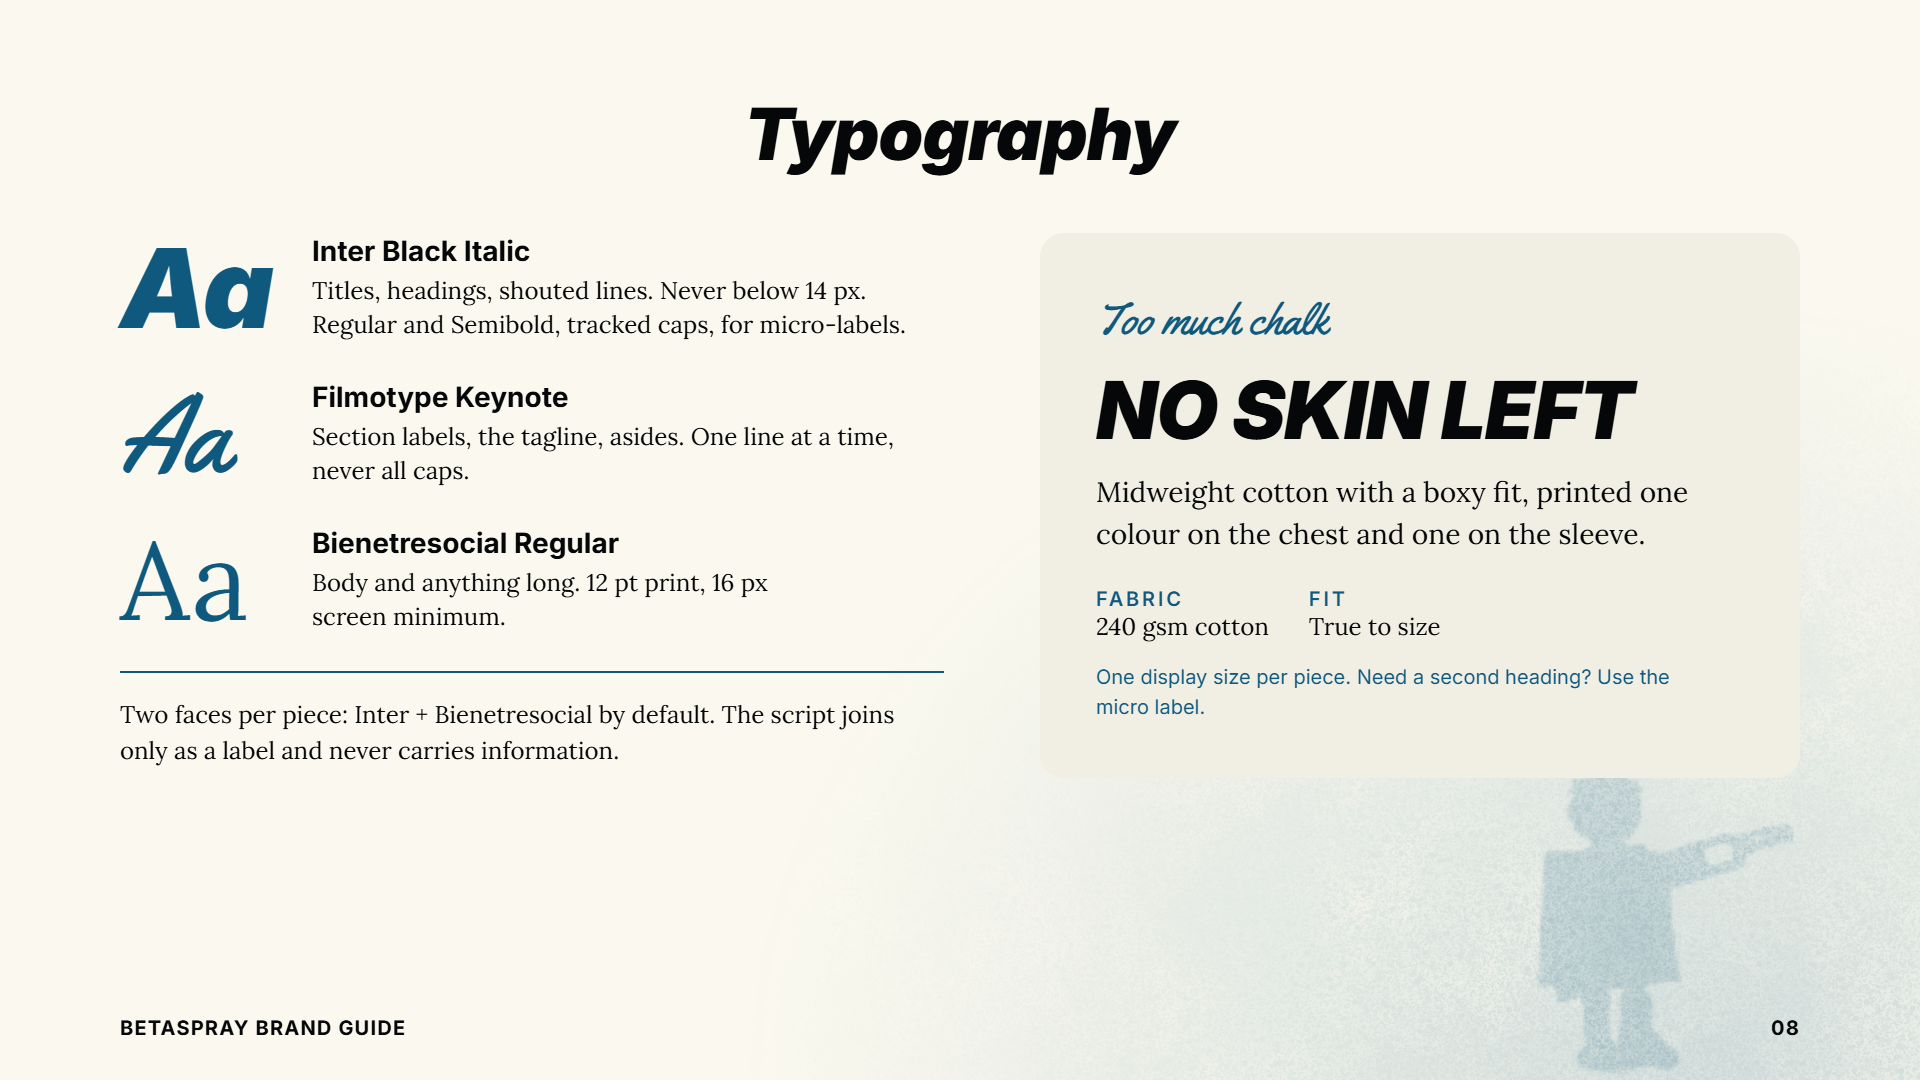 Typography
Aa
Inter Black Italic
Titles, headings, shouted lines. Never below 14 px.
Regular and Semibold, tracked caps, for micro-labels.
Aa
Filmotype Keynote
Section labels, the tagline, asides. One line at a time,
never all caps.
Aa
Bienetresocial Regular
Body and anything long. 12 pt print, 16 px
screen minimum.
Two faces per piece: Inter + Bienetresocial by default. The script joins
only as a label and never carries information.
Too much chalk
NO SKIN LEFT
Midweight cotton with a boxy fit, printed one
colour on the chest and one on the sleeve.
FABRIC
240 gsm cotton
FIT
True to size
One display size per piece. Need a second heading? Use the
micro label.
BETASPRAY BRAND GUIDE
08